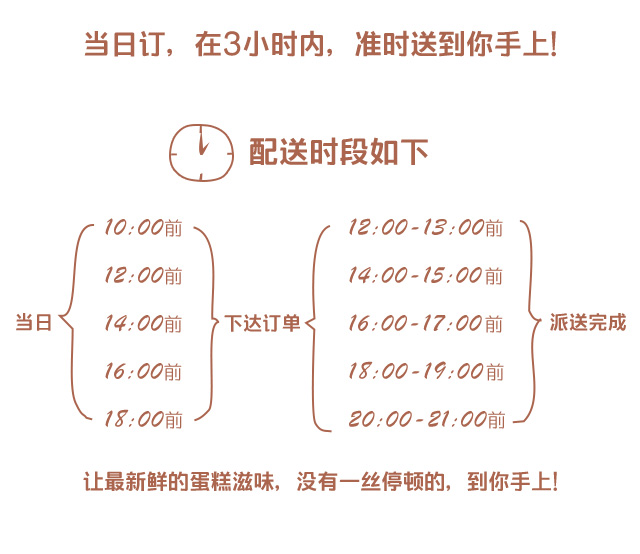 当日订，在3小时内，准时送到你手上!
配送时段如下
10:00前 12:00-13:00前
12:00前 14:00-15:00前
当日 14:00前 下达订单 16:00-17:00前 派送完成
16:00前 18:00-19:00前
18:00前 20:00-21:00前
让最新鲜的蛋糕滋味，没有一丝停顿的，到你手上!